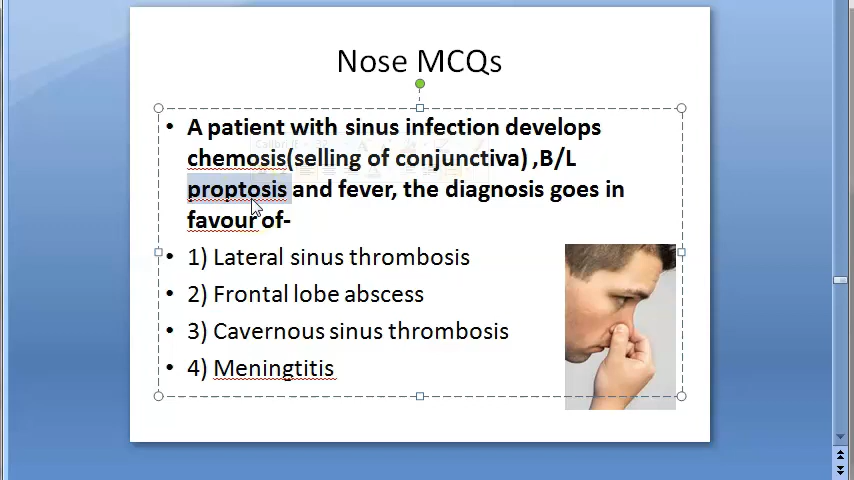 Nose MCQs
• A patient with sinus infection develops
chemosis(selling of conjunctiva) ,B/L
proptosis and fever, the diagnosis goes in
favour of-
• 1) Lateral sinus thrombosis
• 2) Frontal lobe abscess
• 3) Cavernous sinus thrombosis
• 4) Meningtitis